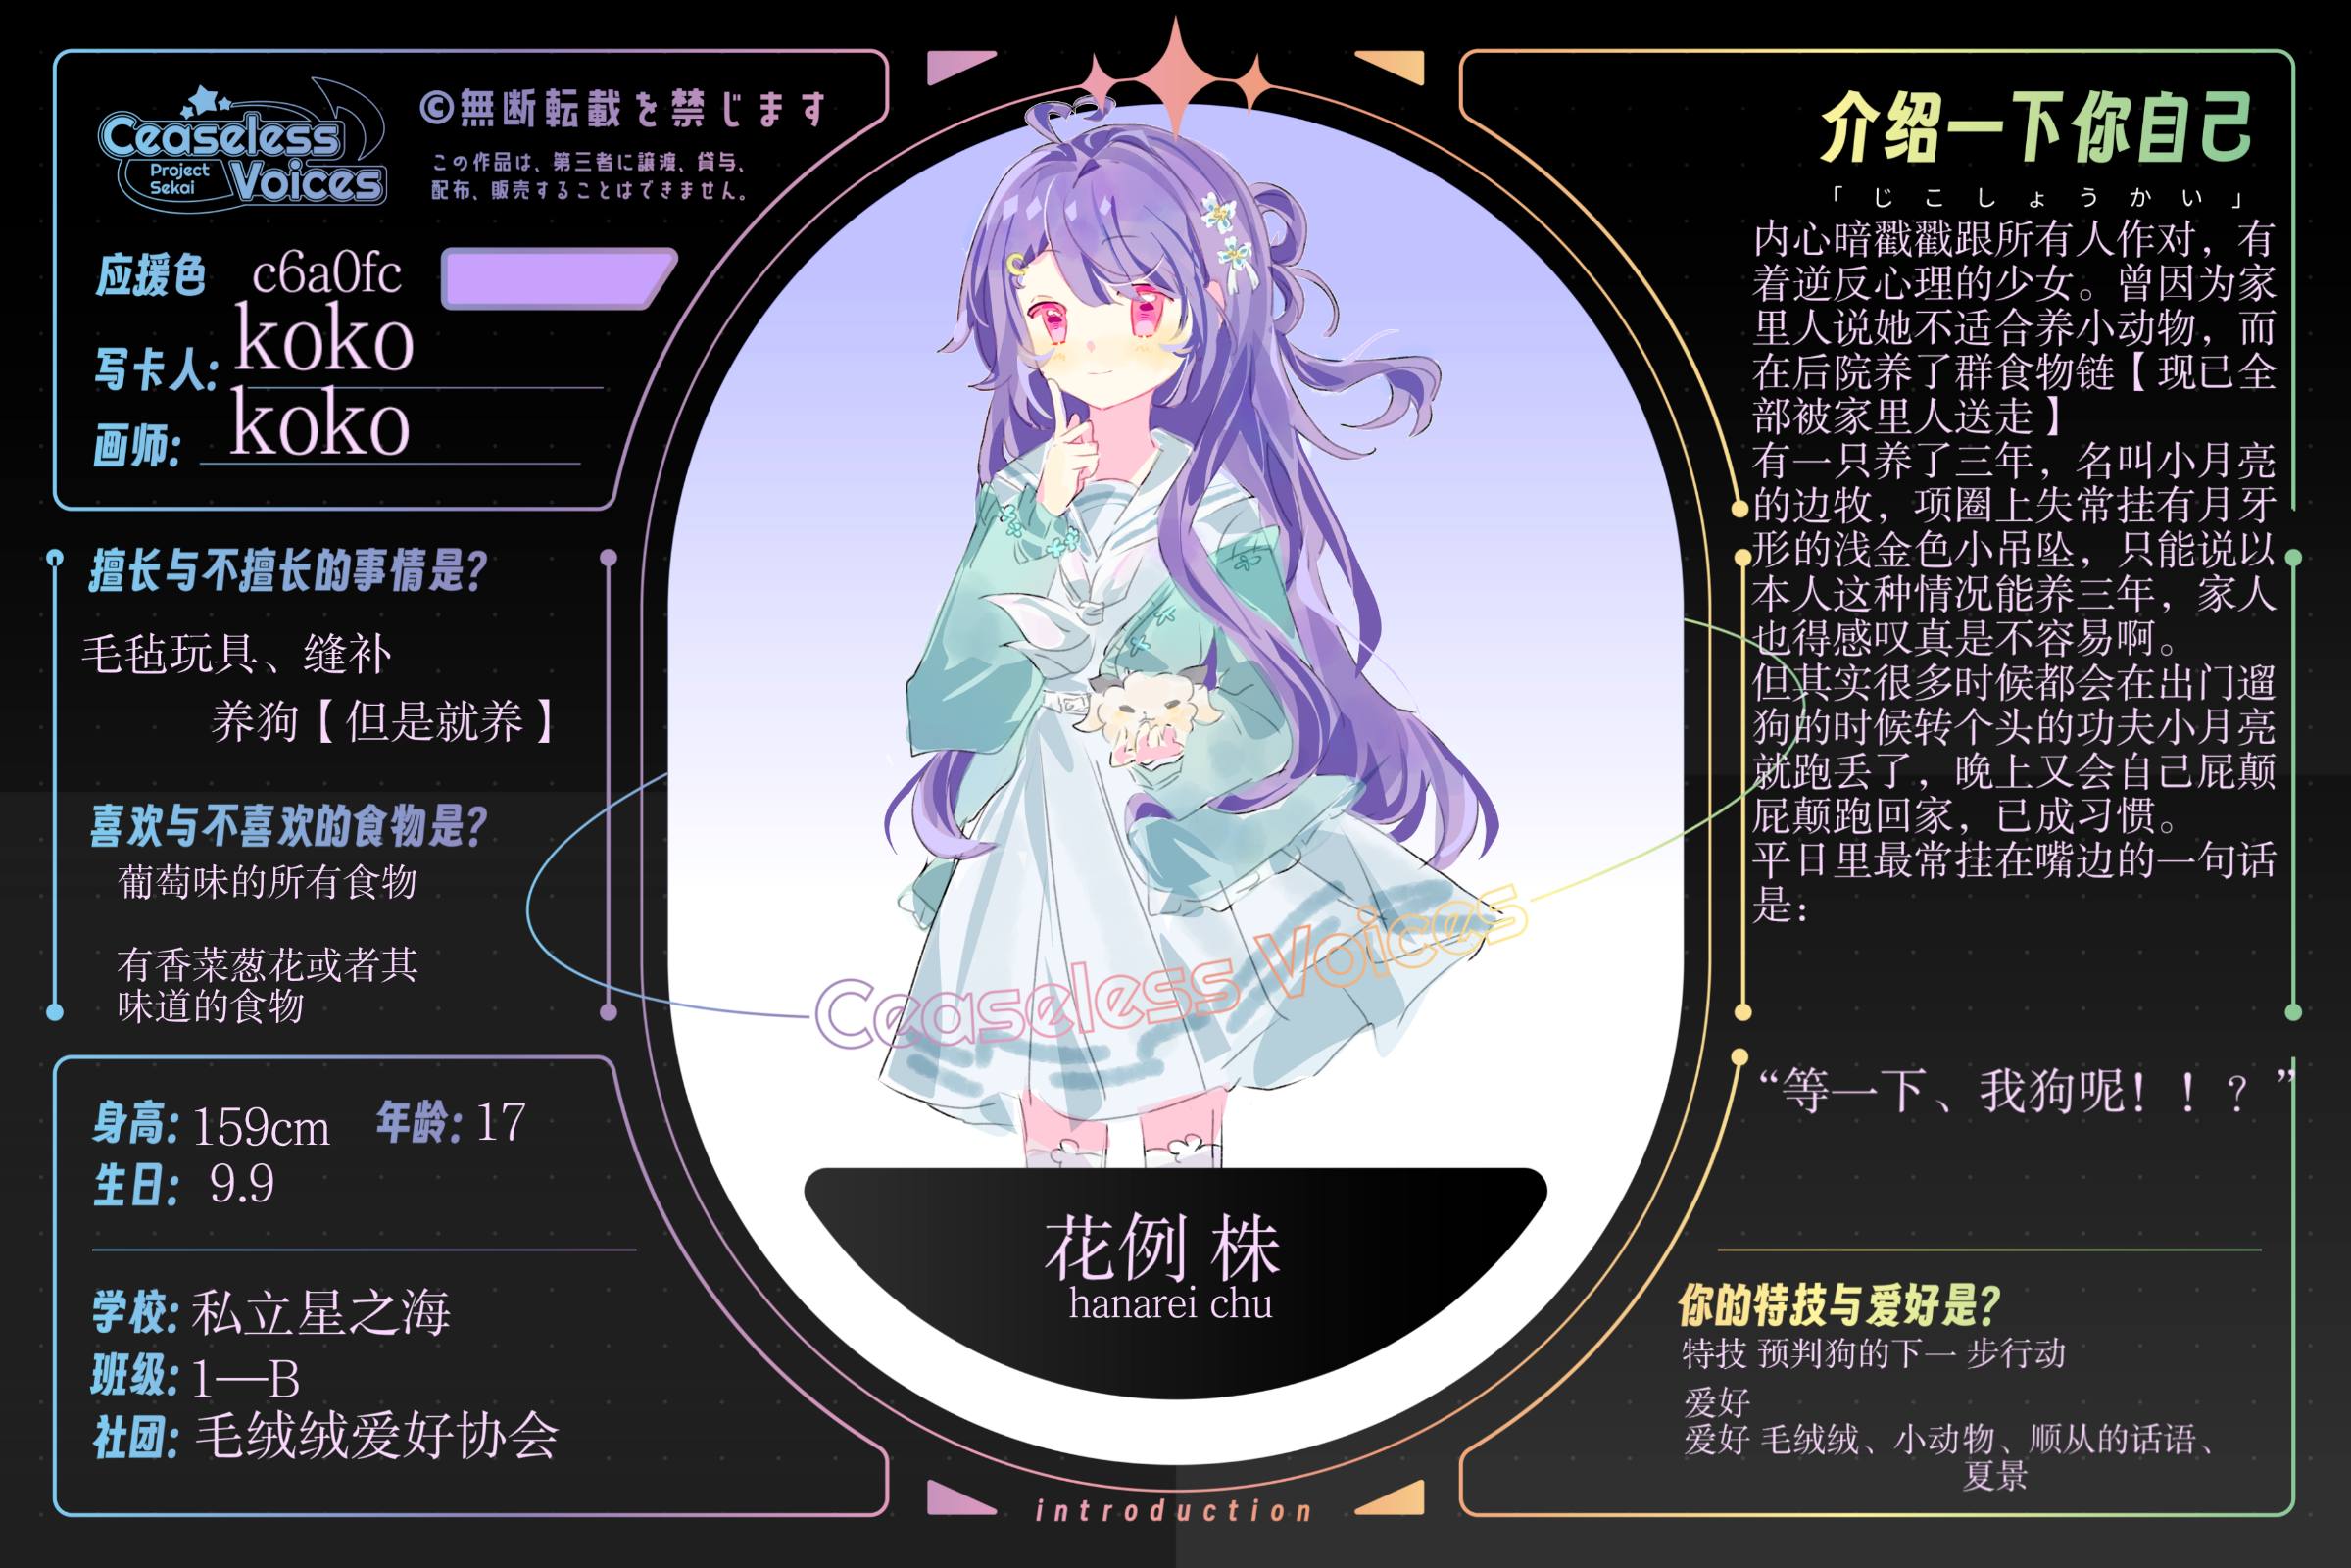 Ceaseless
Project
Sekai
Voices
©無断転載を禁じます
この作品は、第三者に譲渡、貸与、
配布、販売することはできません。
应援色 c6a0fc
写卡人: koko
画师: koko
擅长与不擅长的事情是?
毛毡玩具、缝补
养狗【但是就养】
喜欢与不喜欢的食物是?
葡萄味的所有食物
有香菜葱花或者其
味道的食物
身高: 159cm 年龄: 17
生日: 9.9
学校: 私立星之海
班级: 1—B
社团: 毛绒绒爱好协会
Ceaseless Voices
花例 株
hanarei chu
introduction
介绍一下你自己
「じこしょうかい」
内心暗戳戳跟所有人作对，有
着逆反心理的少女。曾因为家
里人说她不适合养小动物，而
在后院养了群食物链【现已全
部被家里人送走】
有一只养了三年，名叫小月亮
的边牧，项圈上失常挂有月牙
形的浅金色小吊坠，只能说以
本人这种情况能养三年，家人
也得感叹真是不容易啊。
但其实很多时候都会在出门遛
狗的时候转个头的功夫小月亮
就跑丢了，晚上又会自己屁颠
屁颠跑回家，已成习惯。
平日里最常挂在嘴边的一句话
是：
“等一下、我狗呢！！？”
你的特技与爱好是?
特技 预判狗的下一 步行动
爱好
爱好 毛绒绒、小动物、顺从的话语、
夏景